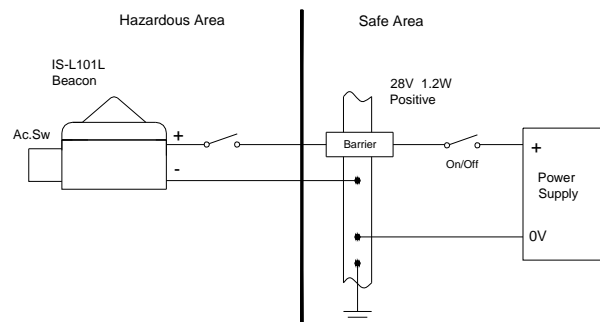 Hazardous Area
Safe Area
IS-L101L
Beacon
28V 1.2W
Positive
Ac.Sw
+
-
Barrier
On/Off
+
Power
Supply
0V